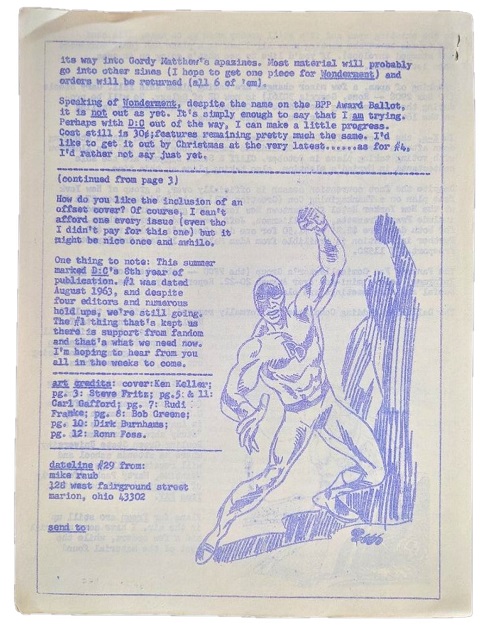 its way into Gordy Matthew's apazines. Most material will probably
go into other zines (I hope to get one piece for Wonderment) and
orders will be returned (all 6 of 'em).
Speaking of Wonderment, despite the name on the BPP Award Ballot,
it is not out as yet. It's simply enough to say that I am trying.
Perhaps with D:C out of the way, I can make a little progress.
Cost still is 30¢;features remaining pretty much the same. I'd
like to get it out by Christmas at the very latest......as for #4,
I'd rather not say just yet.
(continued from page 3)
How do you like the inclusion of an
offset cover? Of course, I can't
afford one every issue (even tho
I didn't pay for this one) but it
might be nice once and awhile.
One thing to note: This summer
marked D:C's 8th year of
publication. #1 was dated
August 1963, and despite
four editors and numerous
hold ups, we're still going.
The #1 thing that's kept us
there is support from fandom
and that's what we need now.
I'm hoping to hear from you
all in the weeks to come.
art credits: cover:Ken Keller;
pg. 3: Steve Fritz; pg.5 & 11:
Carl Gafford; pg. 7: Rudi
Franke; pg. 8: Bob Greene;
pg. 10: Dirk Burnhams;
pg. 12: Ronn Foss.
dateline #29 from:
mike raub
128 west fairground street
marion, ohio 43302
send to: